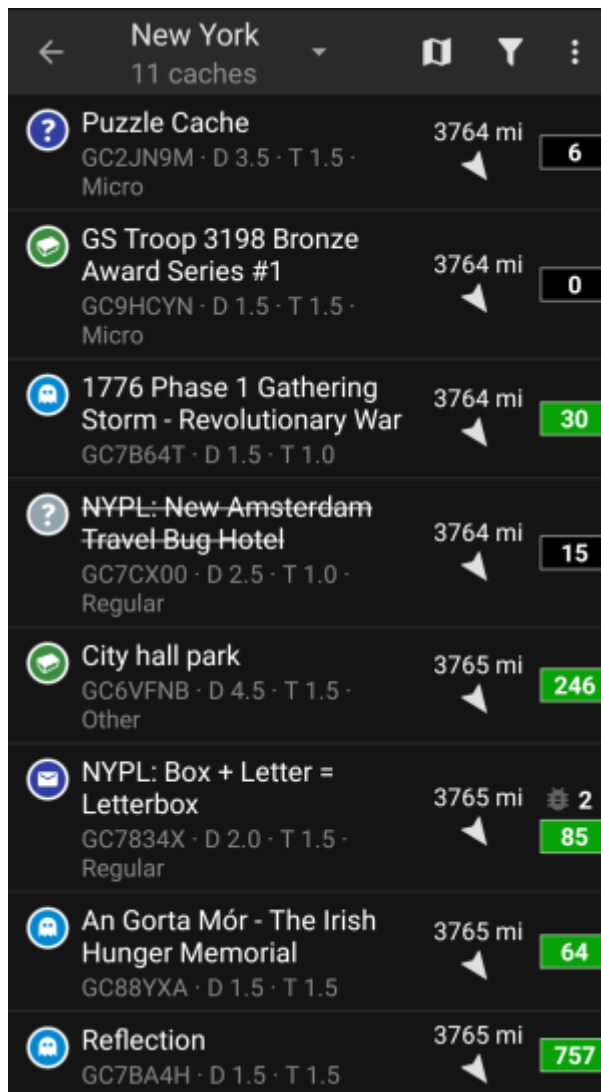 New York
11 caches
Puzzle Cache
GC2JN9M · D 3.5 · T 1.5 ·
Micro
3764 mi
6
GS Troop 3198 Bronze
Award Series #1
GC9HCYN · D 1.5 · T 1.5 ·
Micro
3764 mi
0
1776 Phase 1 Gathering
Storm - Revolutionary War
GC7B64T · D 1.5 · T 1.0
3764 mi
30
NYPL: New Amsterdam
Travel Bug Hotel
GC7CX00 · D 2.5 · T 1.0 ·
Regular
3764 mi
15
City hall park
GC6VFNB · D 4.5 · T 1.5 ·
Other
3765 mi
246
NYPL: Box + Letter =
Letterbox
GC7834X · D 2.0 · T 1.5 ·
Regular
3765 mi
2
85
An Gorta Mór - The Irish
Hunger Memorial
GC88YXA · D 1.5 · T 1.5
3765 mi
64
Reflection
GC7BA4H · D 1.5 · T 1.5
3765 mi
757